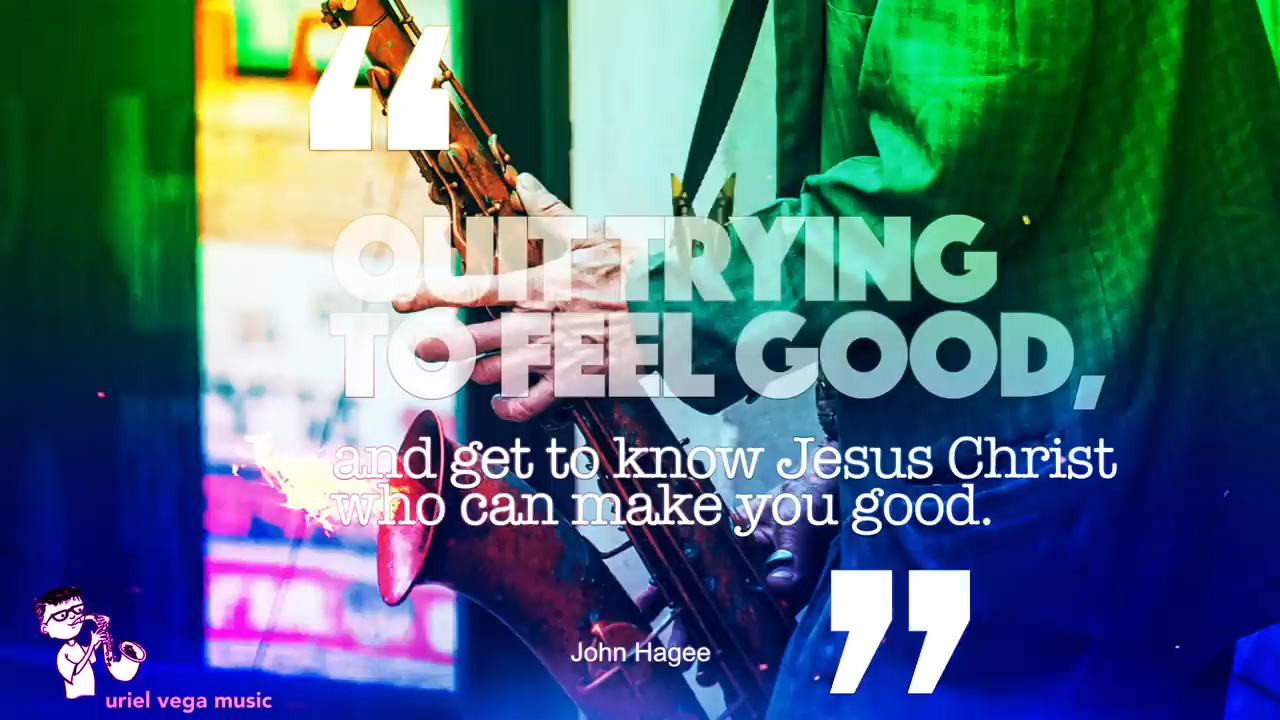 “
QUIT TRYING
TO FEEL GOOD,
and get to know Jesus Christ
who can make you good.
”
John Hagee
uriel vega music